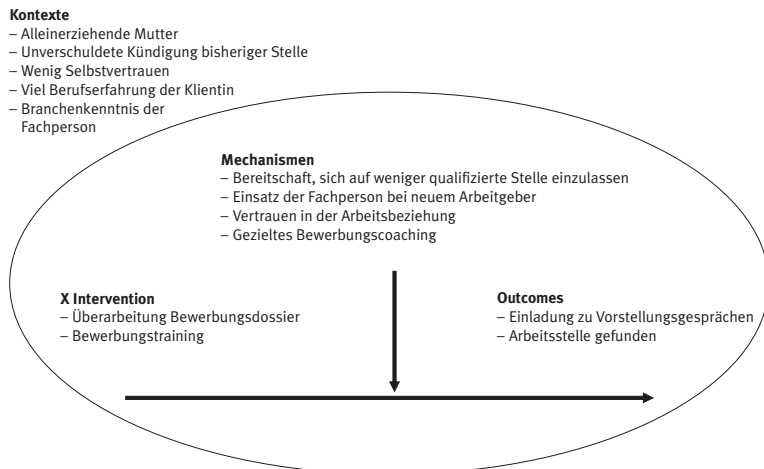 Kontexte
– Alleinerziehende Mutter
– Unverschuldete Kündigung bisheriger Stelle
– Wenig Selbstvertrauen
– Viel Berufserfahrung der Klientin
– Branchenkenntnis der
Fachperson
Mechanismen
– Bereitschaft, sich auf weniger qualifizierte Stelle einzulassen
– Einsatz der Fachperson bei neuem Arbeitgeber
– Vertrauen in der Arbeitsbeziehung
– Gezieltes Bewerbungscoaching
X Intervention
– Überarbeitung Bewerbungsdossier
– Bewerbungstraining
Outcomes
– Einladung zu Vorstellungsgesprächen
– Arbeitsstelle gefunden